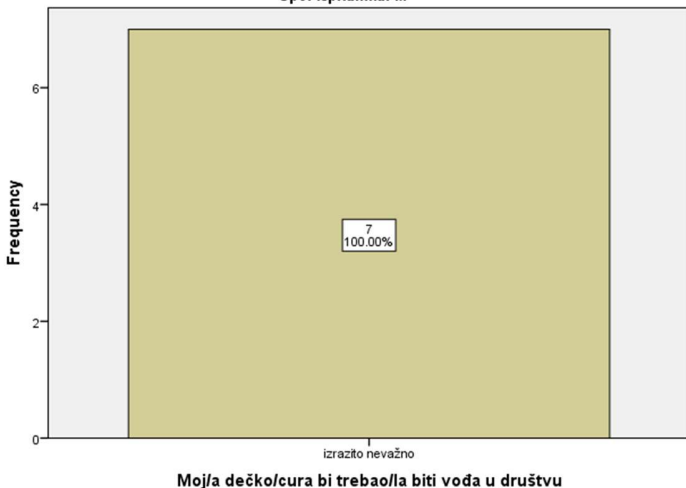 6
4
2
0
Frequency
7
100.00%
izrazito nevažno
Moj/a dečko/cura bi trebao/la biti vođa u društvu